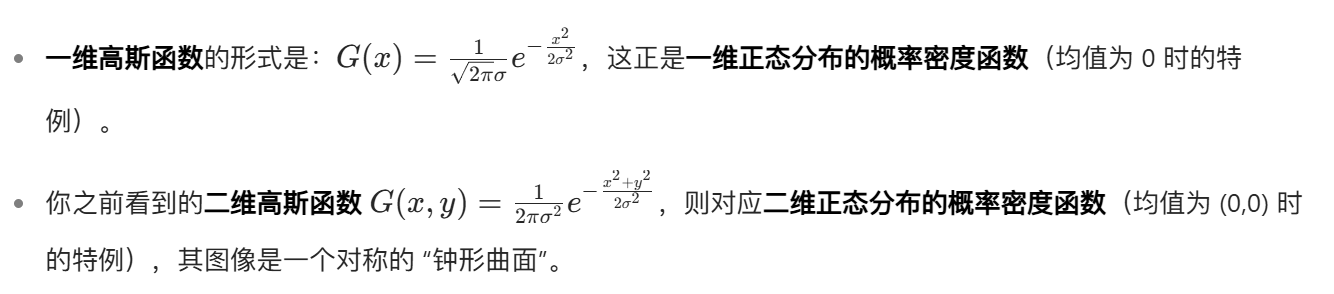 • 一维高斯函数的形式是：$G(x) = \frac{1}{\sqrt{2\pi}\sigma} e^{-\frac{x^2}{2\sigma^2}}$，这正是一维正态分布的概率密度函数（均值为 0 时的特
例）。
• 你之前看到的二维高斯函数 $G(x, y) = \frac{1}{2\pi\sigma^2} e^{-\frac{x^2+y^2}{2\sigma^2}}$，则对应二维正态分布的概率密度函数（均值为 (0,0) 时
的特例），其图像是一个对称的 “钟形曲面”。